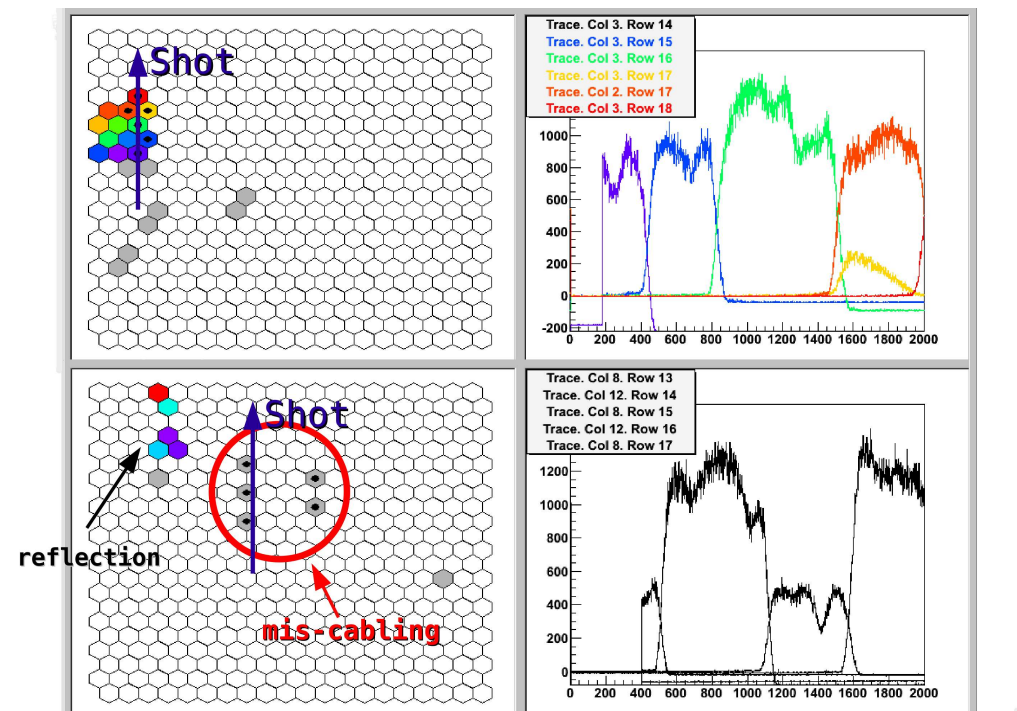 Shot
Trace. Col 3. Row 14
Trace. Col 3. Row 15
Trace. Col 3. Row 16
Trace. Col 3. Row 17
Trace. Col 2. Row 17
Trace. Col 3. Row 18
1000
800
600
400
200
0
-200
0 200 400 600 800 1000 1200 1400 1600 1800 2000
Shot
reflection
mis-cabling
Trace. Col 8. Row 13
Trace. Col 12. Row 14
Trace. Col 8. Row 15
Trace. Col 12. Row 16
Trace. Col 8. Row 17
1200
1000
800
600
400
200
0
0 200 400 600 800 1000 1200 1400 1600 1800 2000